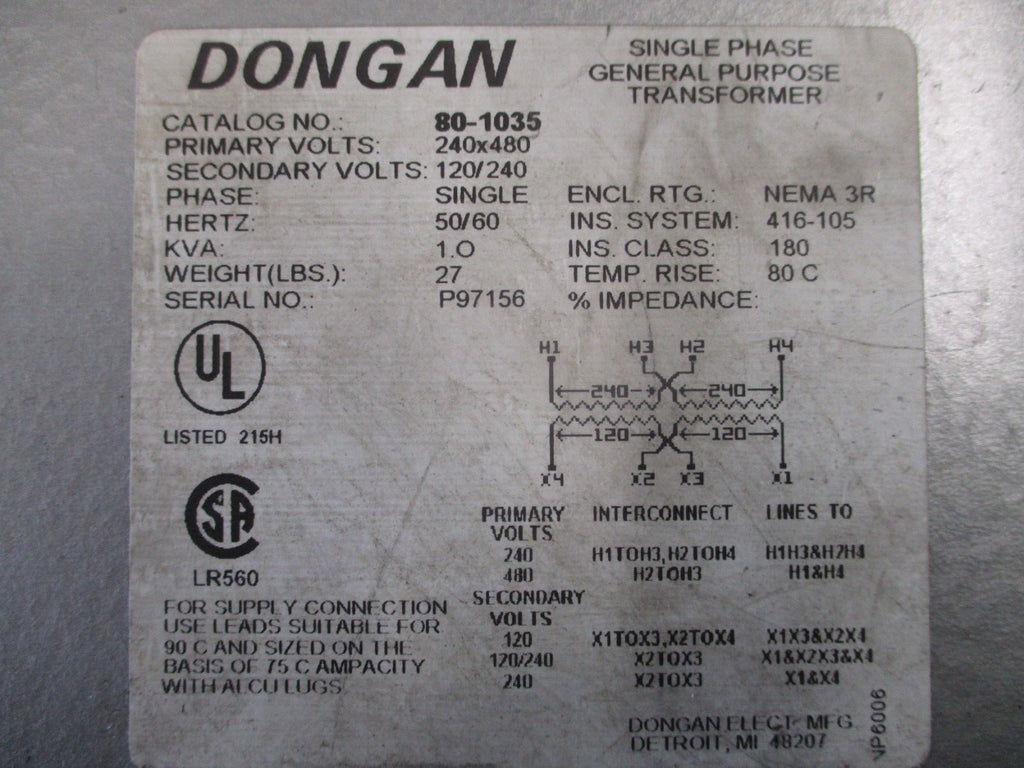 DONGAN
SINGLE PHASE
GENERAL PURPOSE
TRANSFORMER
CATALOG NO.: 80-1035
PRIMARY VOLTS: 240x480
SECONDARY VOLTS: 120/240
PHASE: SINGLE ENCL. RTG.: NEMA 3R
HERTZ: 50/60 INS. SYSTEM: 416-105
KVA: 1.0 INS. CLASS: 180
WEIGHT(LBS.): 27 TEMP. RISE: 80 C
SERIAL NO.: P97156 % IMPEDANCE:
UL
LISTED 215H
H1 H3 H2 H4
240 240
120 120
X4 X2 X3 X1
SA
LR560
PRIMARY INTERCONNECT LINES TO
VOLTS
240 H1TOH3,H2TOH4 H1H3&H2H4
480 H2TOH3 H1&H4
SECONDARY
VOLTS
120 X1TOX3,X2TOX4 X1X3&X2X4
120/240 X2TOX3 X1&X2X3&X4
240 X2TOX3 X1&X4
FOR SUPPLY CONNECTION
USE LEADS SUITABLE FOR
90 C AND SIZED ON THE
BASIS OF 75 C AMPACITY
WITH AL CU LUGS
DONGAN ELECT. MFG
DETROIT, MI 48207
NP6006